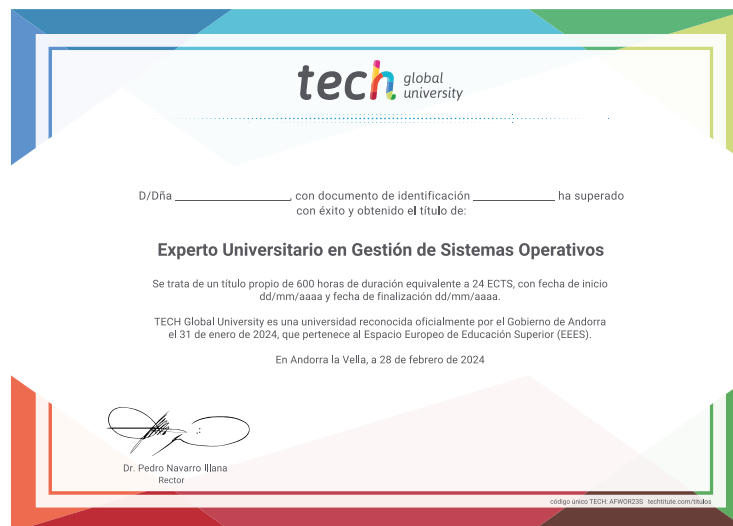 tech global university
D/Dña ____________, con documento de identificación ____________ ha superado
con éxito y obtenido el título de:
Experto Universitario en Gestión de Sistemas Operativos
Se trata de un título propio de 600 horas de duración equivalente a 24 ECTS, con fecha de inicio
dd/mm/aaaa y fecha de finalización dd/mm/aaaa.
TECH Global University es una universidad reconocida oficialmente por el Gobierno de Andorra
el 31 de enero de 2024, que pertenece al Espacio Europeo de Educación Superior (EEES).
En Andorra la Vella, a 28 de febrero de 2024
Dr. Pedro Navarro Illana
Rector
código único TECH: AFWOR23S techtitute.com/titulos